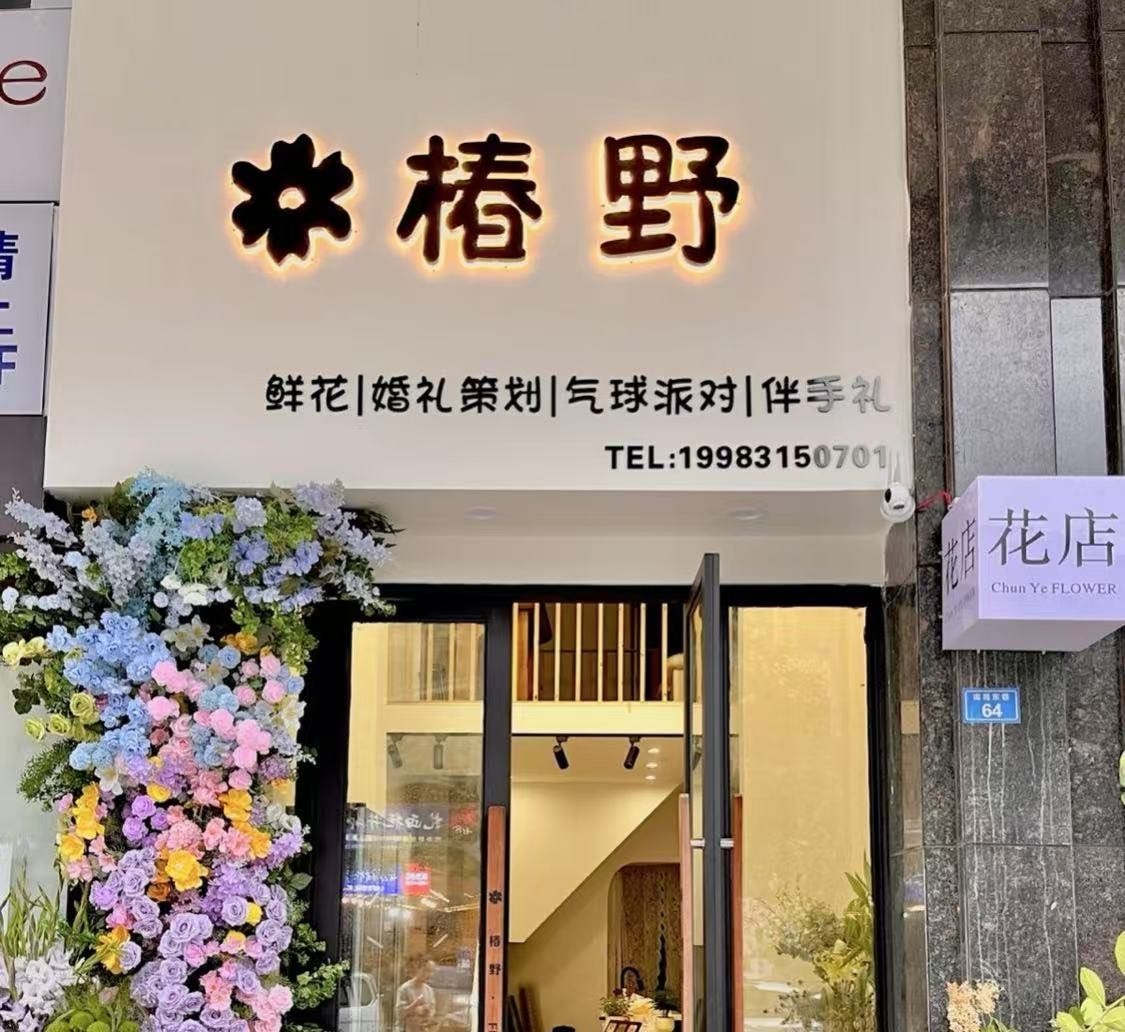 e
椿野
鲜花|婚礼策划|气球派对|伴手礼
TEL:19983150701
花店
花店
Chun Ye FLOWER
64
椿野